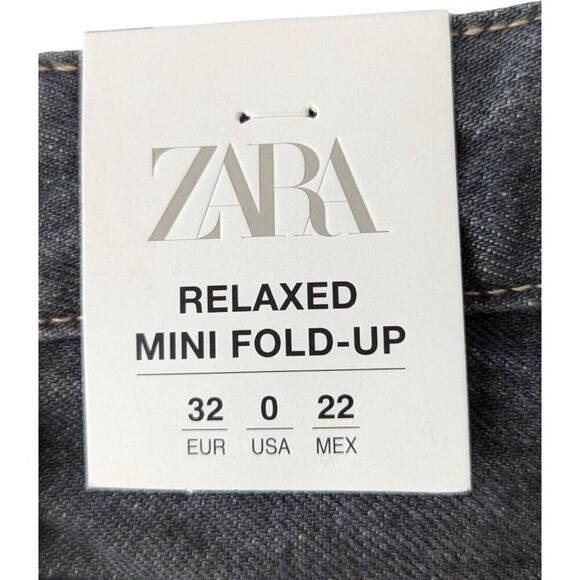 ZARA
RELAXED
MINI FOLD-UP
32 0 22
EUR USA MEX